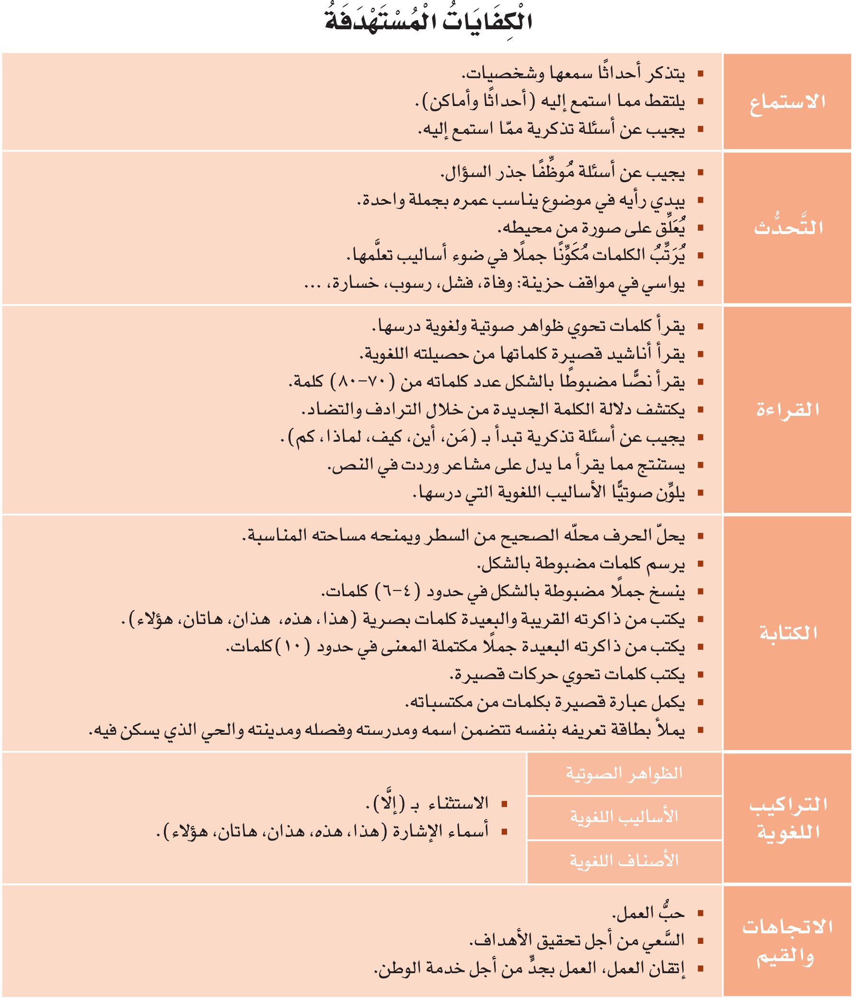 الْكِفَايَاتُ الْمُسْتَهْدَفَةُ
الاستماع
▪ يتذكر أحداثًا سمعها وشخصيات.
▪ يلتقط مما استمع إليه (أحداثًا وأماكن).
▪ يجيب عن أسئلة تذكرية ممّا استمع إليه.
التَّحدُّث
▪ يجيب عن أسئلة مُوظِّفًا جذر السؤال.
▪ يبدي رأيه في موضوع يناسب عمره بجملة واحدة.
▪ يُعَلِّق على صورة من محيطه.
▪ يُرَتِّبُ الكلمات مُكَوِّنًا جملًا في ضوء أساليب تعلَّمها.
▪ يواسي في مواقف حزينة: وفاة، فشل، رسوب، خسارة، ...
القراءة
▪ يقرأ كلمات تحوي ظواهر صوتية ولغوية درسها.
▪ يقرأ أناشيد قصيرة كلماتها من حصيلته اللغوية.
▪ يقرأ نصًّا مضبوطًا بالشكل عدد كلماته من (٧٠-٨٠) كلمة.
▪ يكتشف دلالة الكلمة الجديدة من خلال الترادف والتضاد.
▪ يجيب عن أسئلة تذكرية تبدأ بـ (مَن، أين، كيف، لماذا، كم).
▪ يستنتج مما يقرأ ما يدل على مشاعر وردت في النص.
▪ يلوِّن صوتيًّا الأساليب اللغوية التي درسها.
الكتابة
▪ يحلّ الحرف محلّه الصحيح من السطر ويمنحه مساحته المناسبة.
▪ يرسم كلمات مضبوطة بالشكل.
▪ ينسخ جملًا مضبوطة بالشكل في حدود (٤-٦) كلمات.
▪ يكتب من ذاكرته القريبة والبعيدة كلمات بصرية (هذا، هذه، هذان، هاتان، هؤلاء).
▪ يكتب من ذاكرته البعيدة جملًا مكتملة المعنى في حدود (١٠)كلمات.
▪ يكتب كلمات تحوي حركات قصيرة.
▪ يكمل عبارة قصيرة بكلمات من مكتسباته.
▪ يملأ بطاقة تعريفه بنفسه تتضمن اسمه ومدرسته وفصله ومدينته والحي الذي يسكن فيه.
التراكيب
اللغوية
الظواهر الصوتية
الأساليب اللغوية
الأصناف اللغوية
▪ الاستثناء بـ (إلَّا).
▪ أسماء الإشارة (هذا، هذه، هذان، هاتان، هؤلاء).
الاتجاهات
والقيم
▪ حبُّ العمل.
▪ السَّعي من أجل تحقيق الأهداف.
▪ إتقان العمل، العمل بجدٍّ من أجل خدمة الوطن.